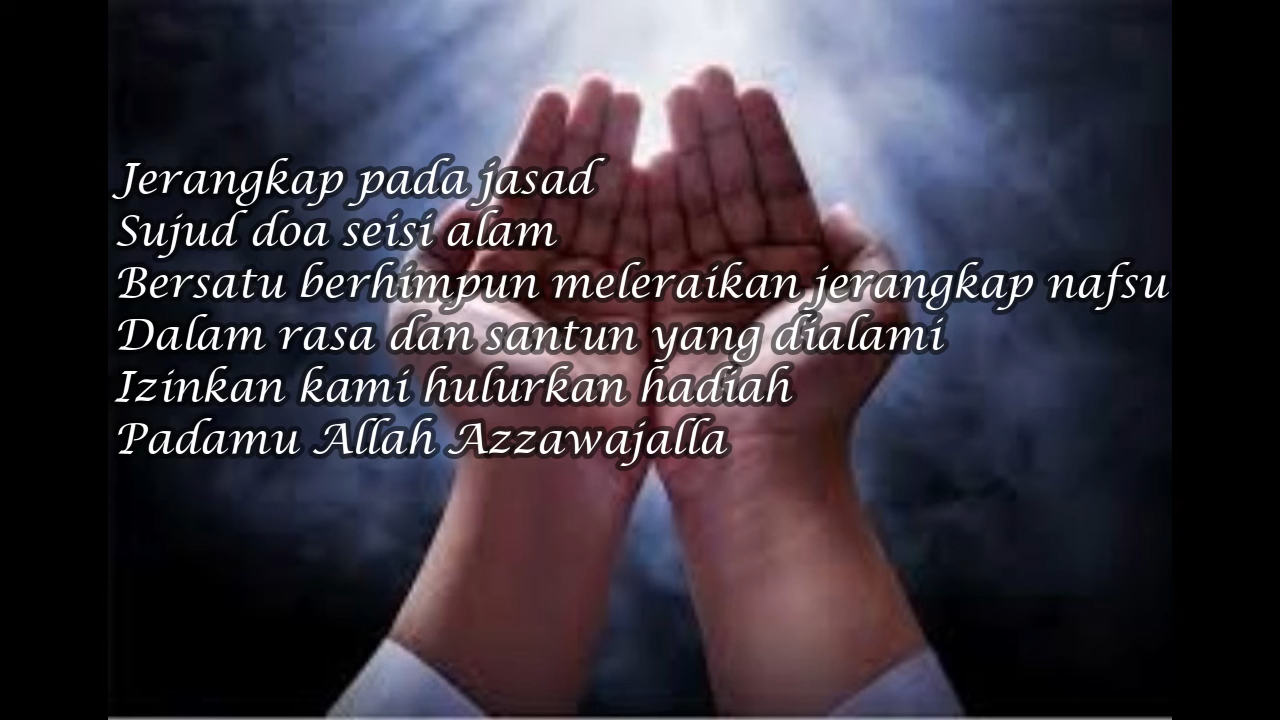 Jerangkap pada jasad
Sujud doa seisi alam
Bersatu berhimpun meleraikan jerangkap nafsu
Dalam rasa dan santun yang dialami
Izinkan kami hulurkan hadiah
Padamu Allah Azzawajalla